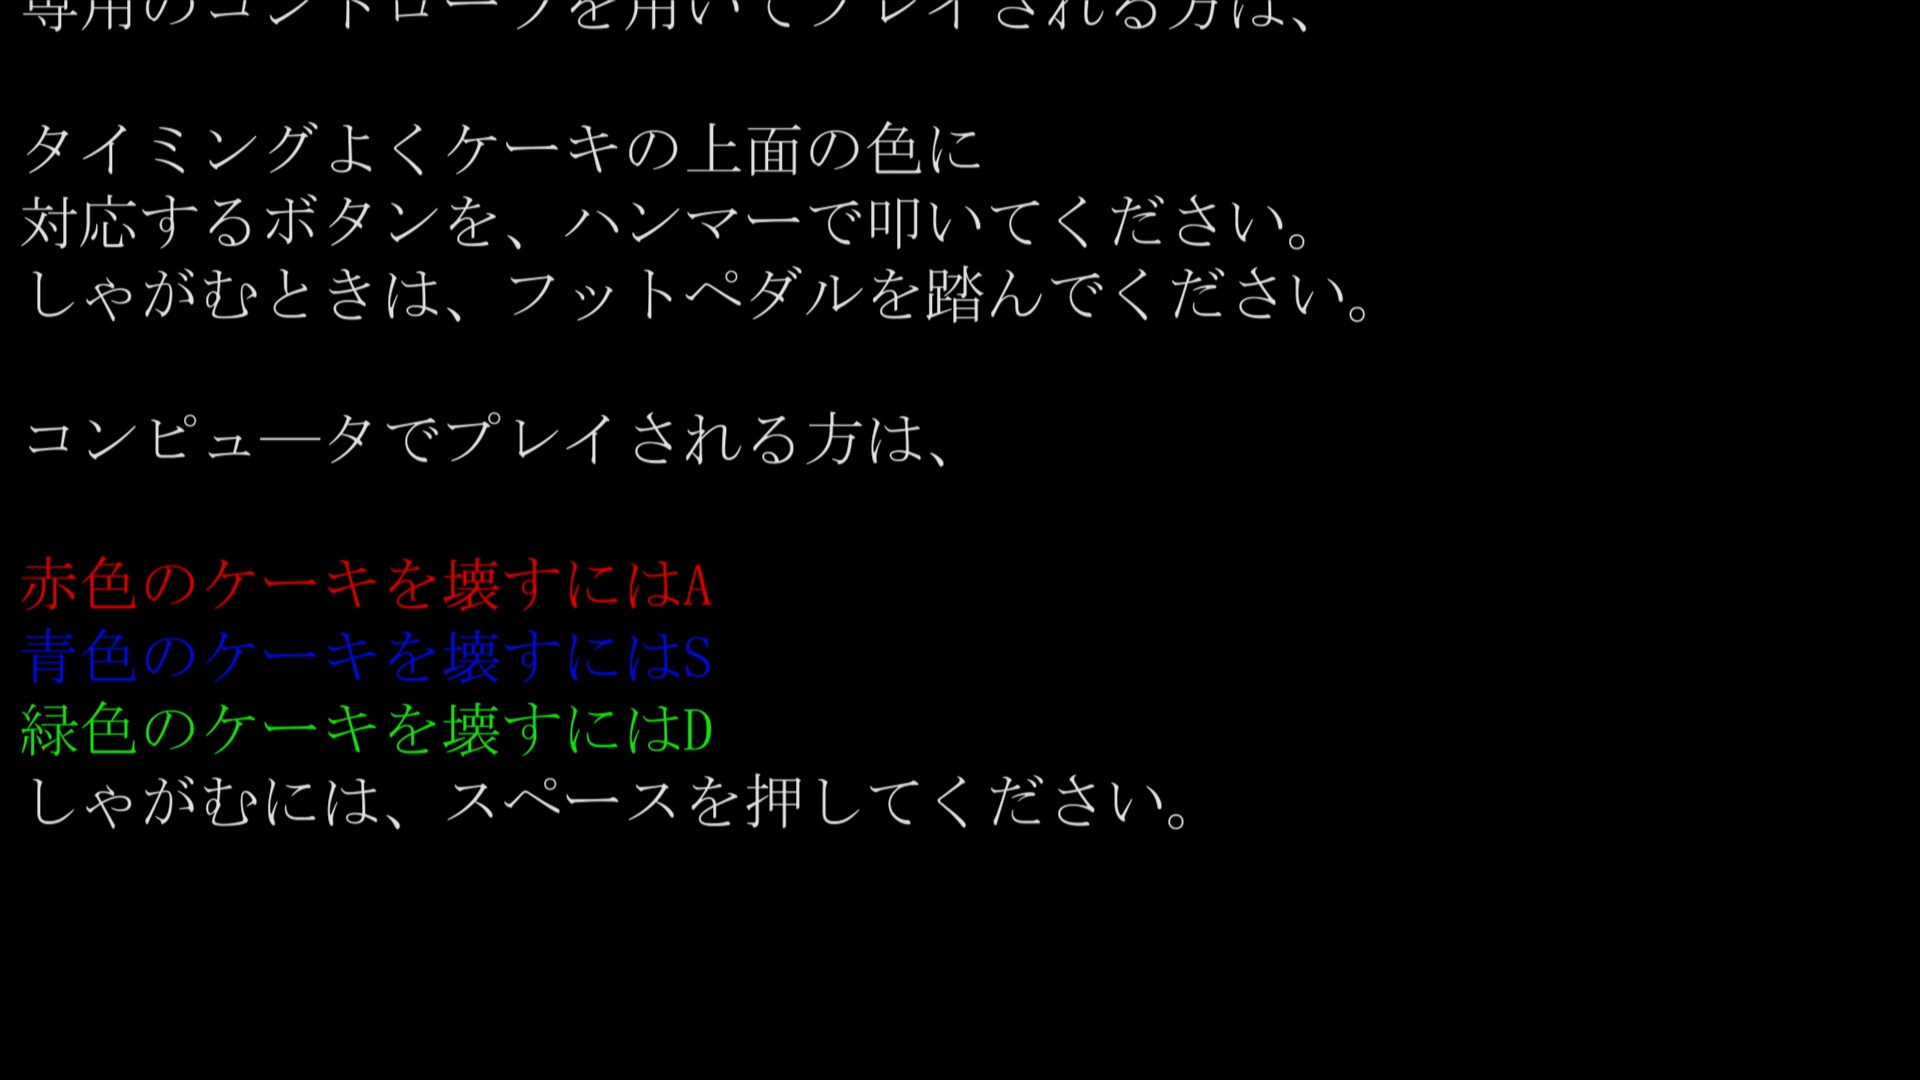 専用のコントローラを用いてプレイされる方は、
タイミングよくケーキの上面の色に
対応するボタンを、ハンマーで叩いてください。
しゃがむときは、フットペダルを踏んでください。
コンピュ―タでプレイされる方は、
赤色のケーキを壊すにはA
青色のケーキを壊すにはS
緑色のケーキを壊すにはD
しゃがむには、スペースを押してください。